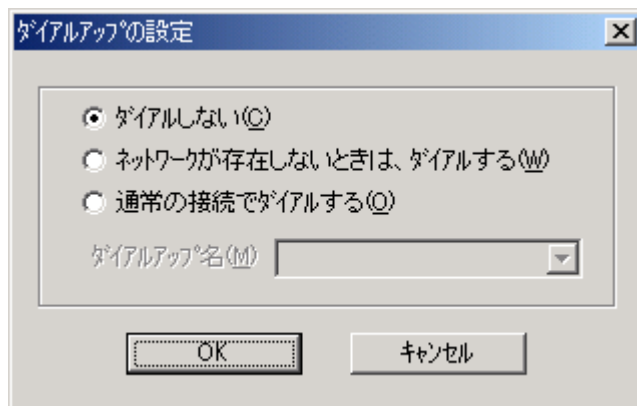 ﾀﾞｲｱﾙｱｯﾌﾟの設定
ﾀﾞｲｱﾙしない(C)
ﾈｯﾄﾜｰｸが存在しないときは、ﾀﾞｲｱﾙする(W)
通常の接続でﾀﾞｲｱﾙする(O)
ﾀﾞｲｱﾙｱｯﾌﾟ名(M)
OK
ｷｬﾝｾﾙ